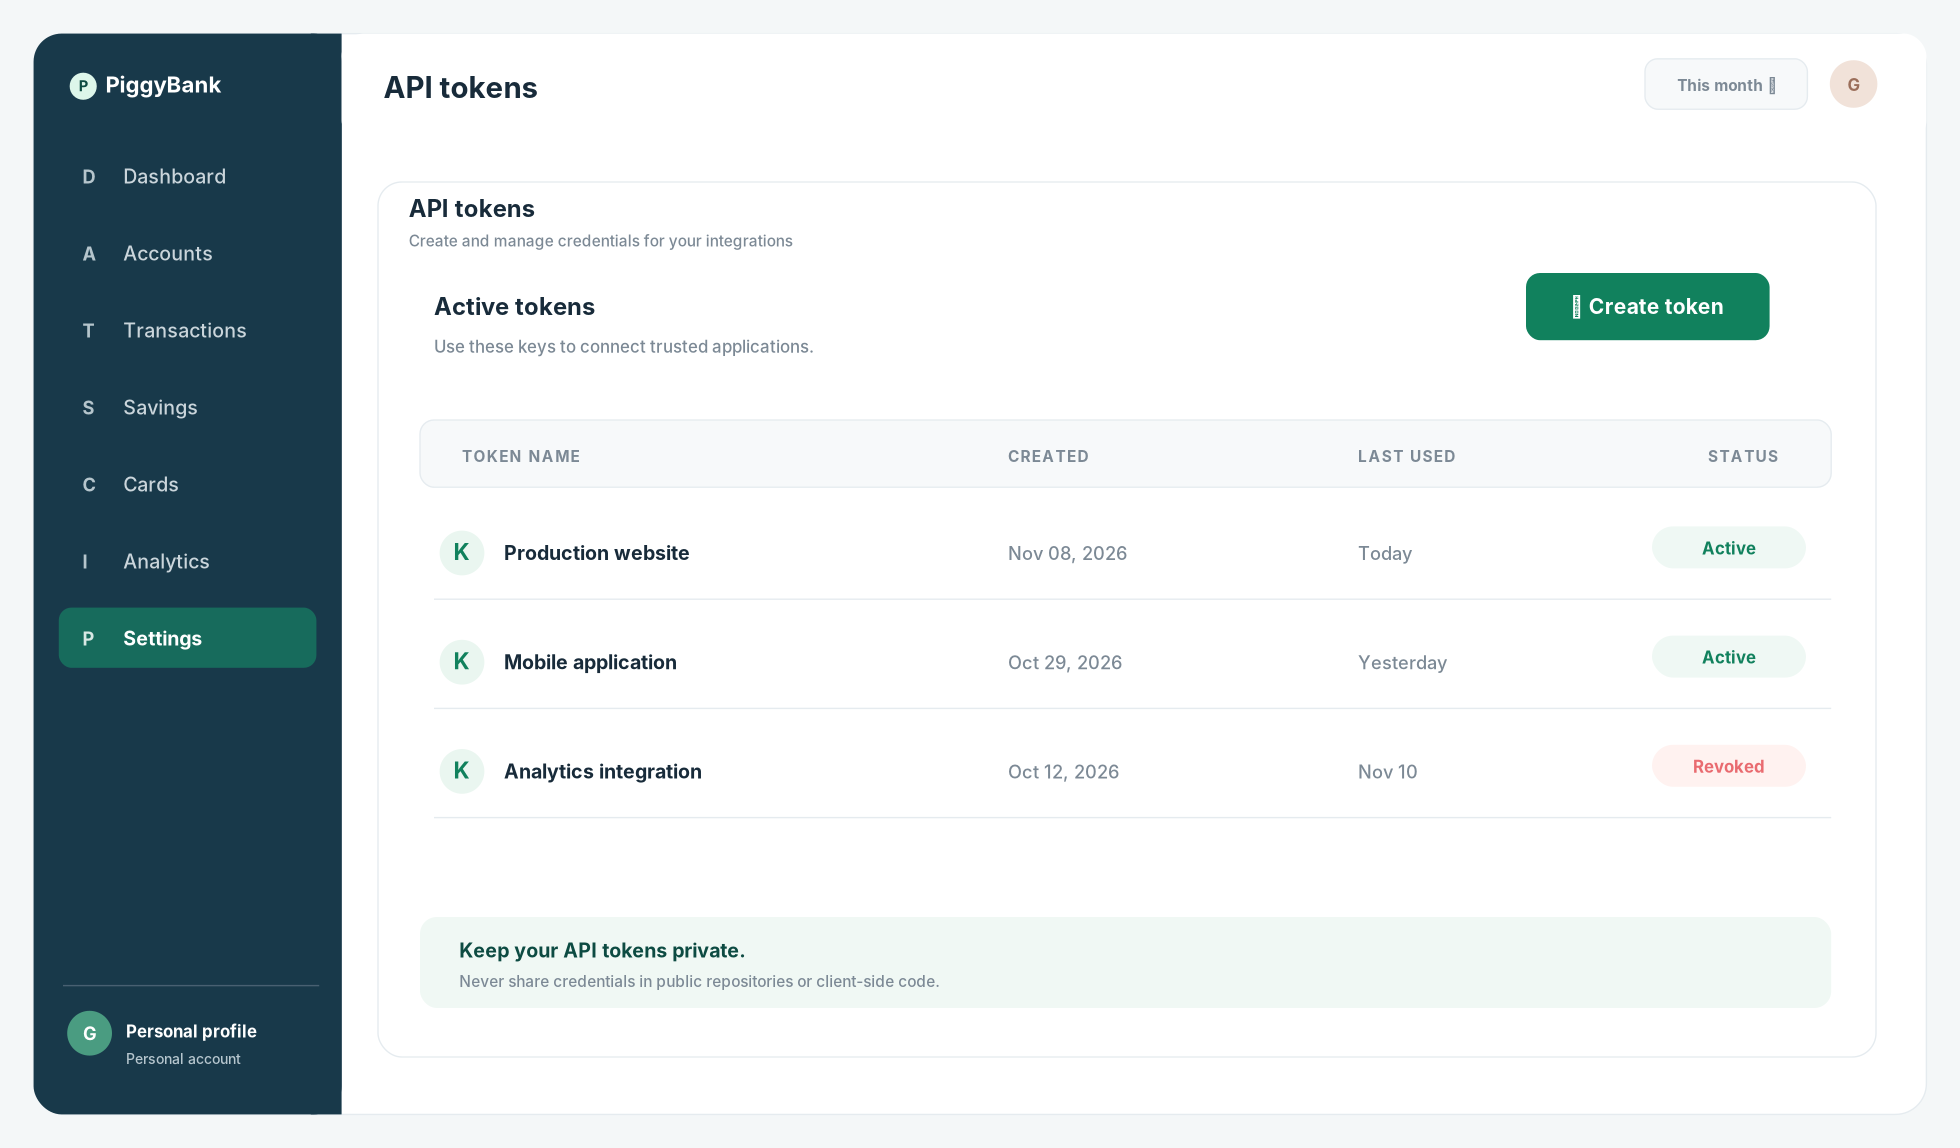 P PiggyBank
API tokens
This month
G
D Dashboard
A Accounts
T Transactions
S Savings
C Cards
I Analytics
P Settings
G
Personal profile
Personal account
API tokens
Create and manage credentials for your integrations
Active tokens
Use these keys to connect trusted applications.
Create token
TOKEN NAME CREATED LAST USED STATUS
K Production website Nov 08, 2026 Today Active
K Mobile application Oct 29, 2026 Yesterday Active
K Analytics integration Oct 12, 2026 Nov 10 Revoked
Keep your API tokens private.
Never share credentials in public repositories or client-side code.